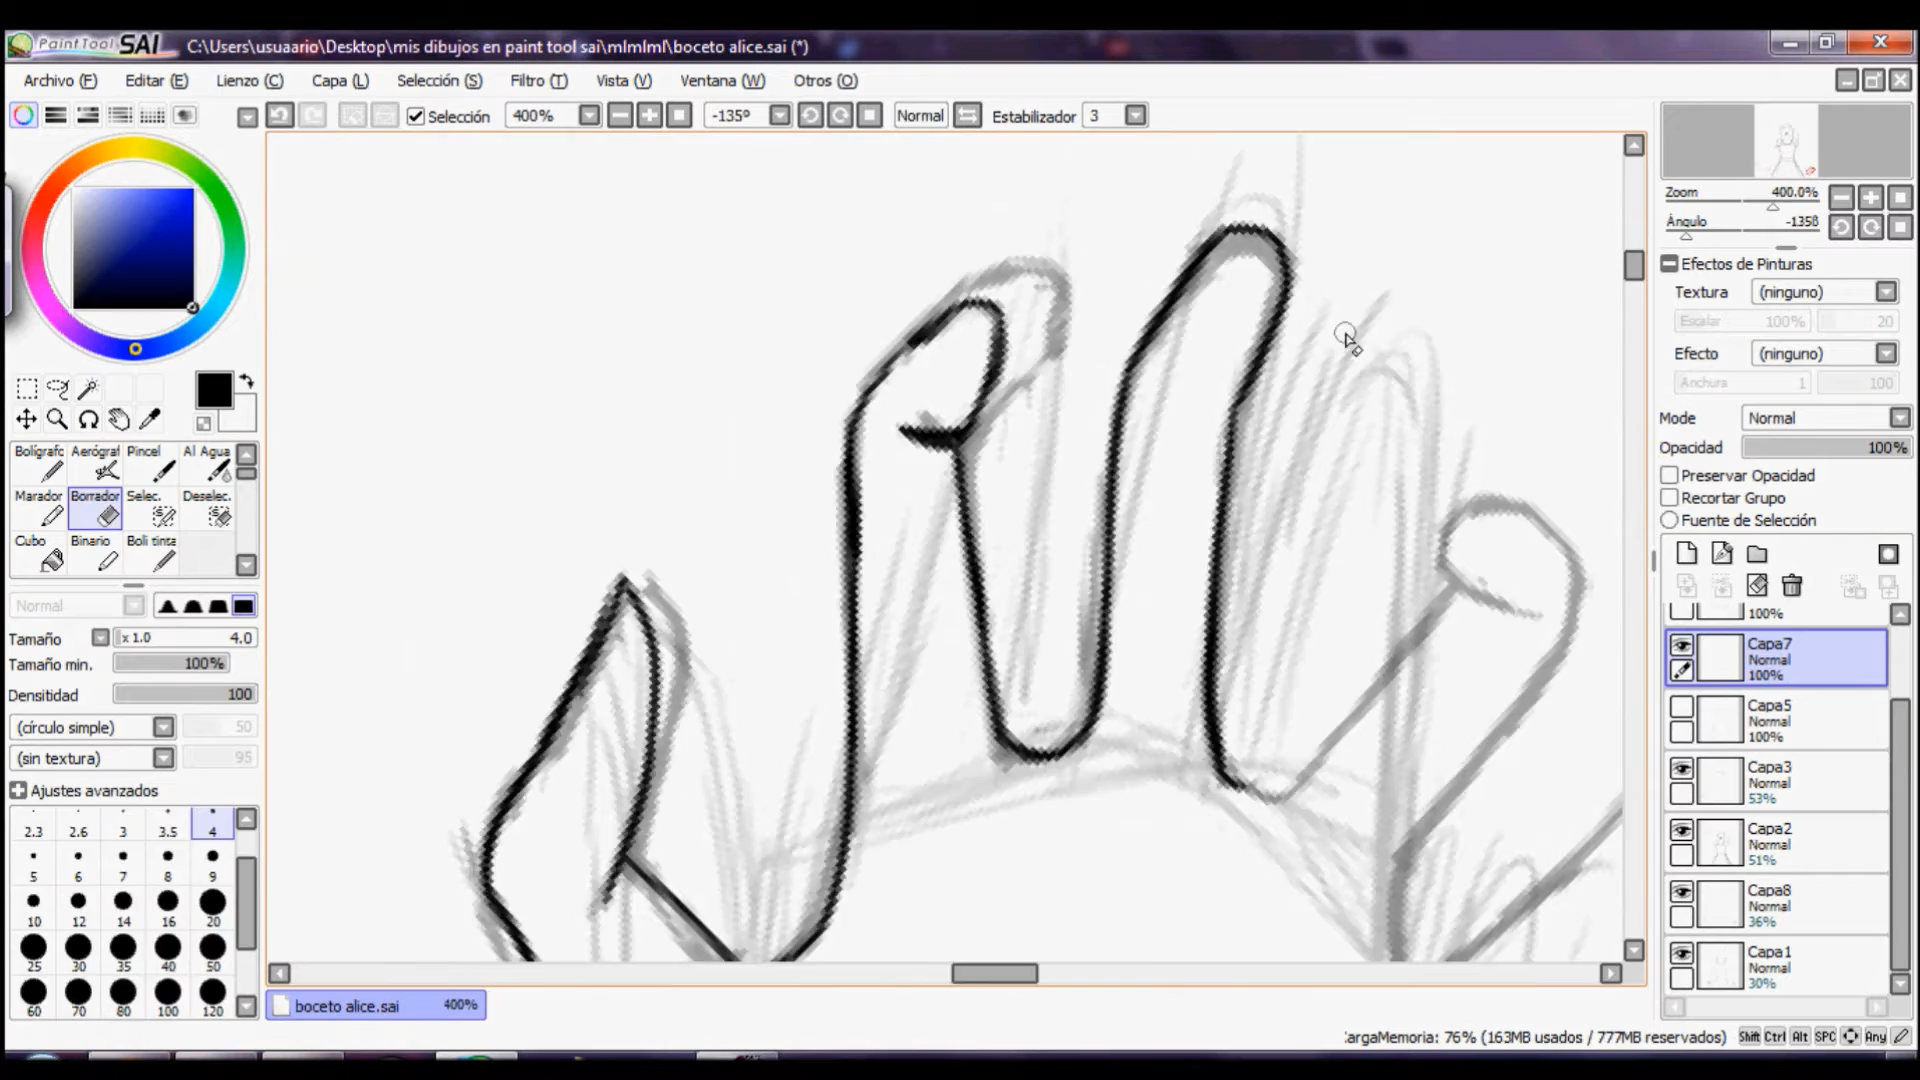 PaintTool SAI C:\Users\usuaario\Desktop\mis dibujos en paint tool sai\mlmlml\boceto alice.sai (*)
Archivo (F) Editar (E) Lienzo (C) Capa (L) Selección (S) Filtro (T) Vista (V) Ventana (W) Otros (O)
Selección 400% -135º Normal Estabilizador 3
Zoom 400.0%
Ángulo -135ß
Efectos de Pinturas
Textura (ninguno)
Escalar 100% 20
Efecto (ninguno)
Anchura 1 100
Mode Normal
Opacidad 100%
Preservar Opacidad
Recortar Grupo
Fuente de Selección
100%
Capa7
Normal
100%
Capa5
Normal
100%
Capa3
Normal
53%
Capa2
Normal
51%
Capa8
Normal
36%
Capa1
Normal
30%
Bolígrafo Aerógraf Pincel Al Agua
Marador Borrador Selec. Deselec.
Cubo Binario Boli tinta
Normal
Tamaño x 1.0 4.0
Tamaño min. 100%
Densitidad 100
(círculo simple) 50
(sin textura) 95
Ajustes avanzados
2.3 2.6 3 3.5 4
5 6 7 8 9
10 12 14 16 20
25 30 35 40 50
60 70 80 100 120
boceto alice.sai 400%
argaMemoria: 76% (163MB usados / 777MB reservados) Shift Ctrl Alt SPC Any